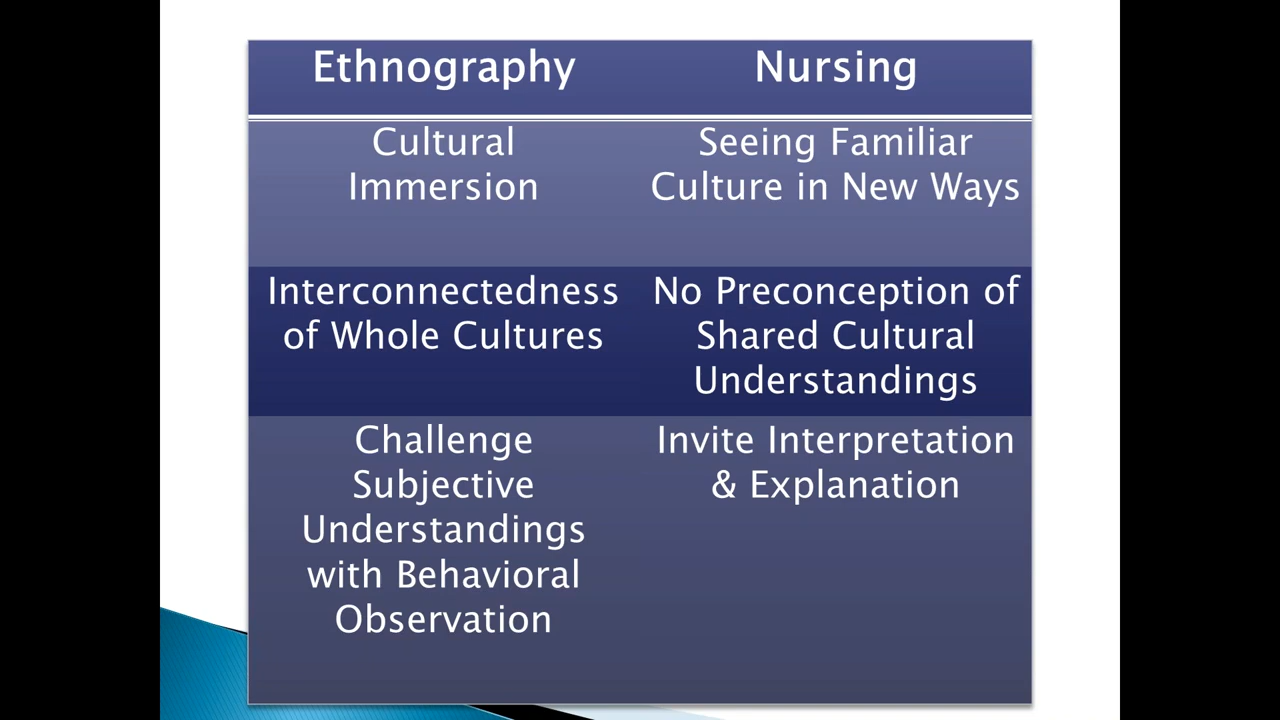 Ethnography
Nursing
Cultural
Immersion
Seeing Familiar
Culture in New Ways
Interconnectedness
of Whole Cultures
No Preconception of
Shared Cultural
Understandings
Challenge
Subjective
Understandings
with Behavioral
Observation
Invite Interpretation
& Explanation